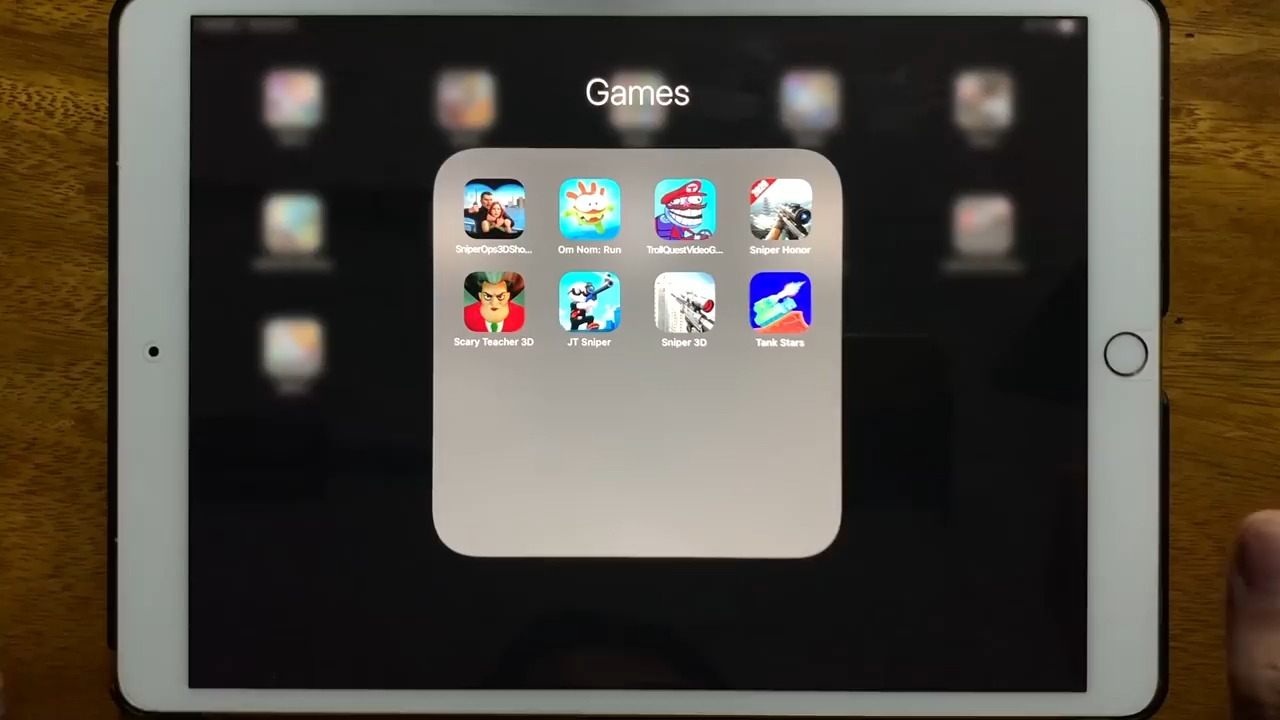 Games
SniperOps3DSho...
Om Nom: Run
TrollQuestVideoG...
Sniper Honor
Scary Teacher 3D
JT Sniper
Sniper 3D
Tank Stars